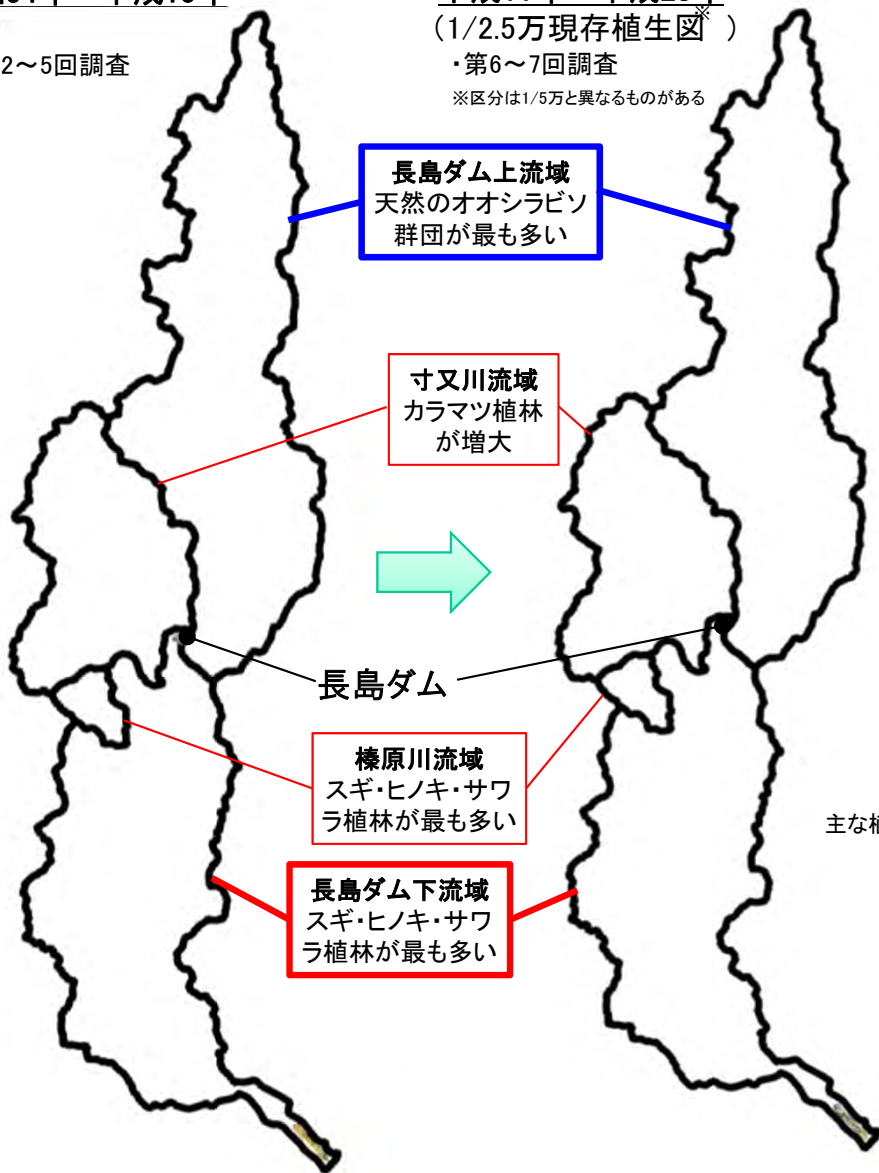 2～5回調査
(1/2.5万現存植生図※)
・第6～7回調査
※区分は1/5万と異なるものがある
長島ダム上流域
天然のオオシラビソ
群団が最も多い
寸又川流域
カラマツ植林
が増大
長島ダム
榛原川流域
スギ・ヒノキ・サワ
ラ植林が最も多い
主な植
長島ダム下流域
スギ・ヒノキ・サワ
ラ植林が最も多い